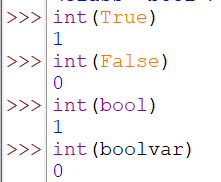 >>> int(True)
1
>>> int(False)
0
>>> int(bool)
1
>>> int(boolvar)
0